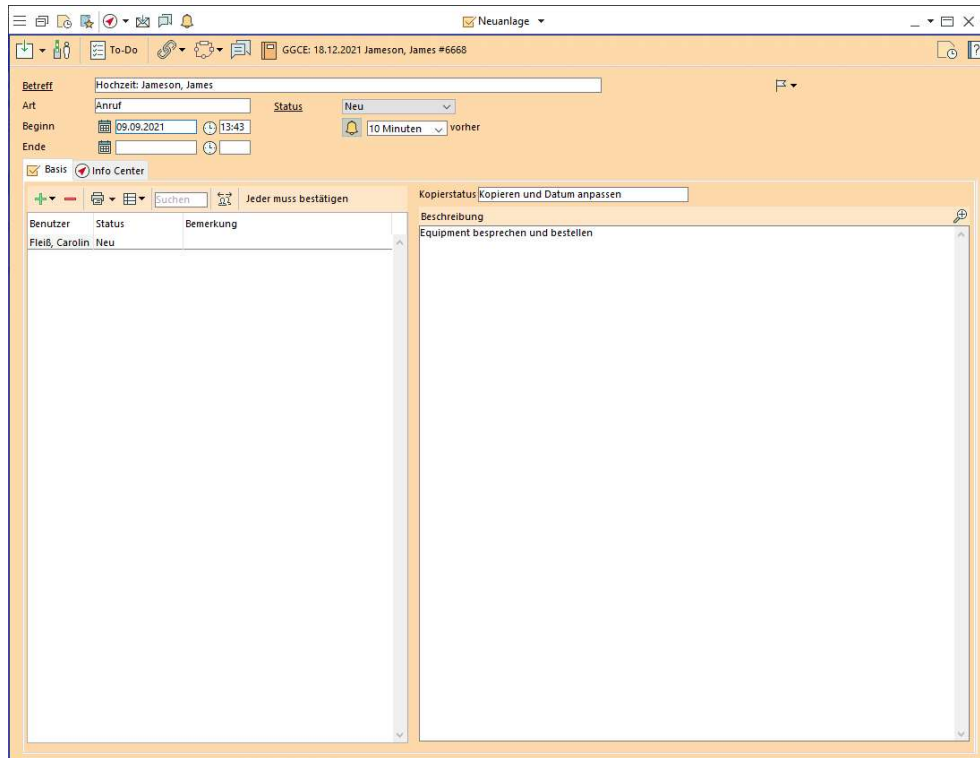 Neuanlage
To-Do
GGCE: 18.12.2021 Jameson, James #6668
Betreff Hochzeit: Jameson, James
Art Anruf Status Neu
Beginn 09.09.2021 13:43 10 Minuten vorher
Ende
Basis Info Center
Suchen Jeder muss bestätigen
Benutzer Status Bemerkung
Fleiß, Carolin Neu
Kopierstatus Kopieren und Datum anpassen
Beschreibung
Equipment besprechen und bestellen